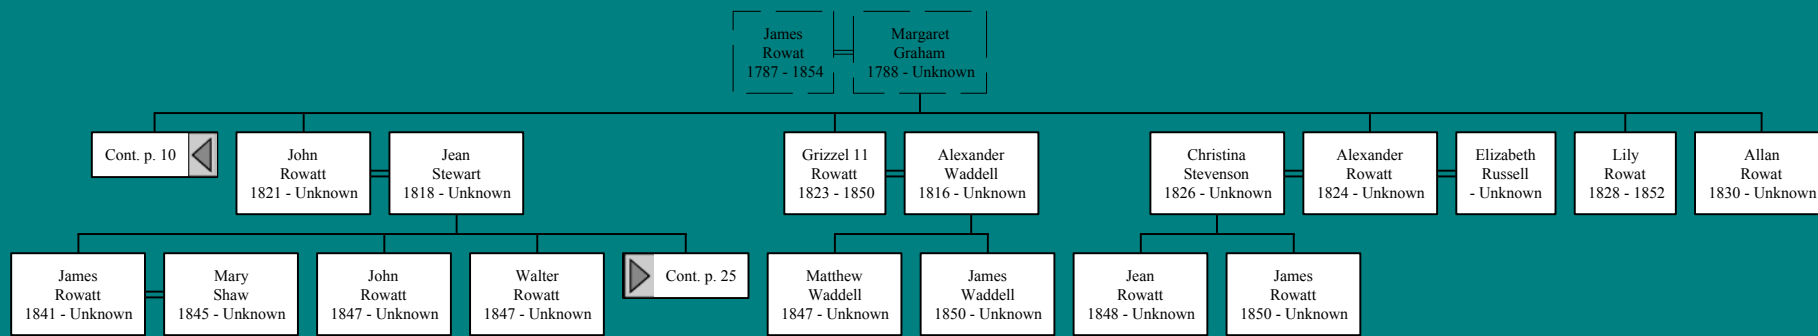 James
Rowat
1787 - 1854
Margaret
Graham
1788 - Unknown
Cont. p. 10
John
Rowatt
1821 - Unknown
Jean
Stewart
1818 - Unknown
Grizzel 11
Rowatt
1823 - 1850
Alexander
Waddell
1816 - Unknown
Christina
Stevenson
1826 - Unknown
Alexander
Rowatt
1824 - Unknown
Elizabeth
Russell
- Unknown
Lily
Rowat
1828 - 1852
Allan
Rowat
1830 - Unknown
James
Rowatt
1841 - Unknown
Mary
Shaw
1845 - Unknown
John
Rowatt
1847 - Unknown
Walter
Rowatt
1847 - Unknown
Cont. p. 25
Matthew
Waddell
1847 - Unknown
James
Waddell
1850 - Unknown
Jean
Rowatt
1848 - Unknown
James
Rowatt
1850 - Unknown